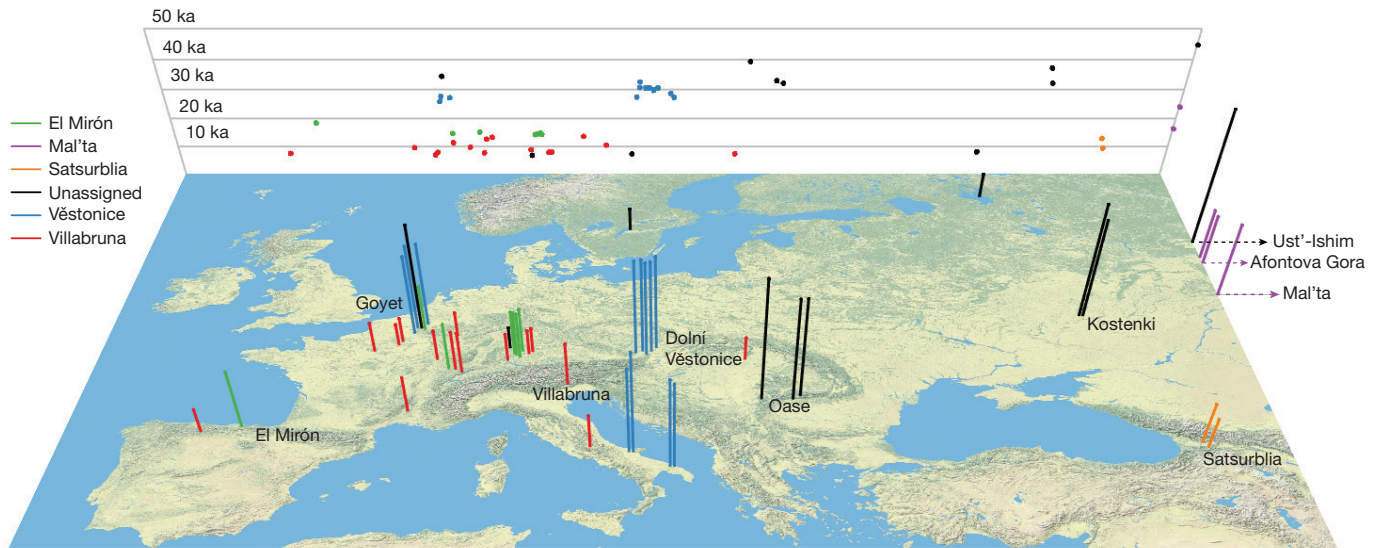 50 ka
40 ka
30 ka
20 ka
10 ka
El Mirón
Mal’ta
Satsurblia
Unassigned
Věstonice
Villabruna
Ust’-Ishim
Afontova Gora
Mal’ta
Goyet
Kostenki
Dolní
Věstonice
Villabruna
Oase
El Mirón
Satsurblia